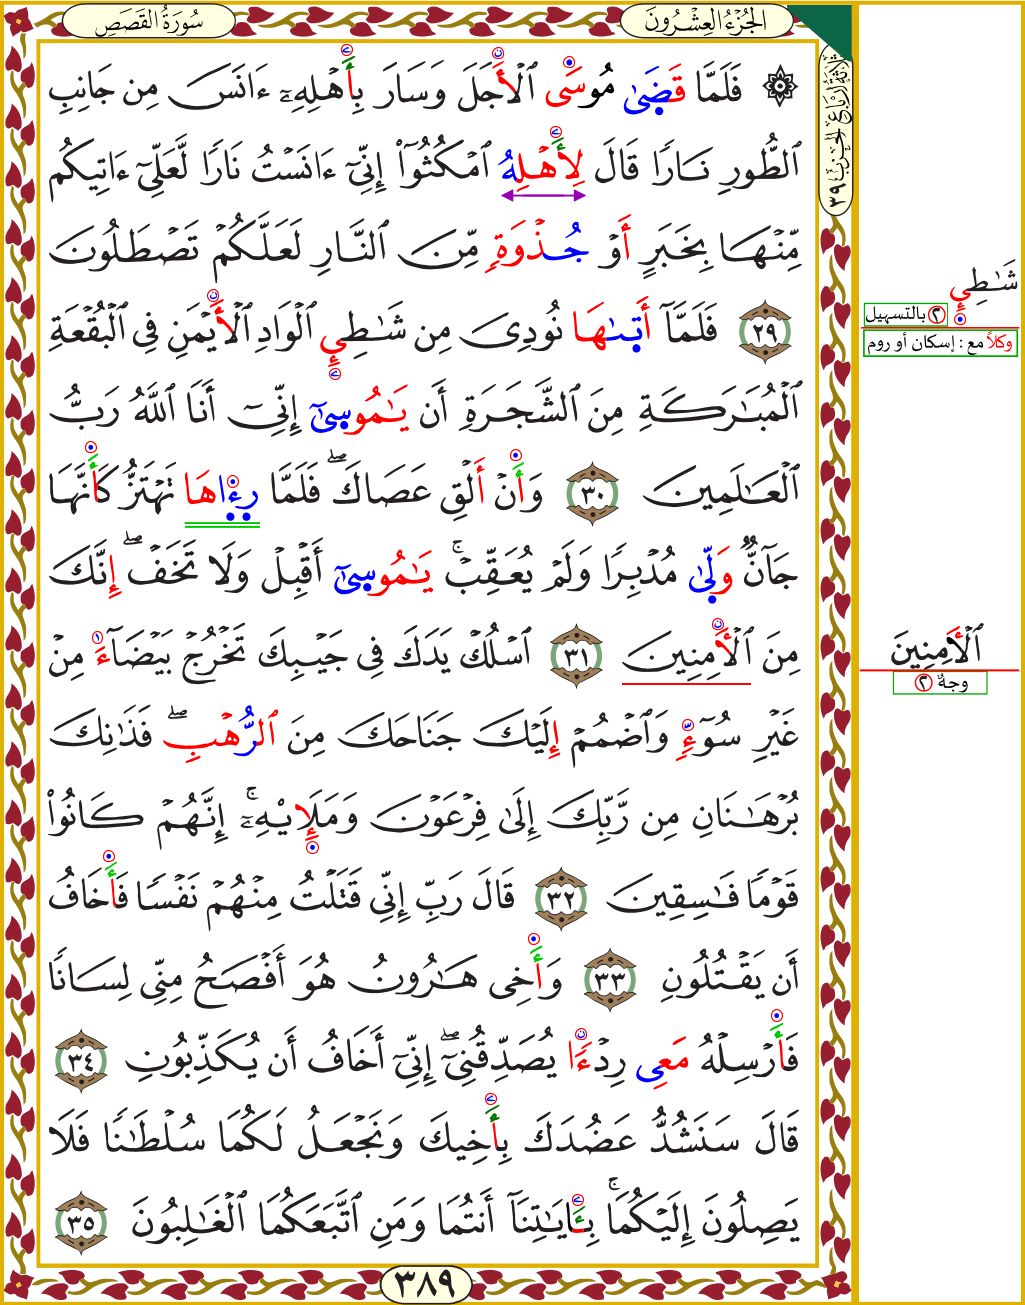 سُورَةُ القَصَصِ
الجُزْءُ العِشْرُونَ
ثَلَاثَةُ أَرْبَاعِ الحِزْبِ ٣٩
۞ فَلَمَّا قَضَىٰ مُوسَى ٱلْأَجَلَ وَسَارَ بِأَهْلِهِۦٓ ءَانَسَ مِن جَانِبِ
ٱلطُّورِ نَارًا قَالَ لِأَهْلِهُ ٱمْكُثُوٓا۟ إِنِّىٓ ءَانَسْتُ نَارًا لَّعَلِّىٓ ءَاتِيكُم
مِّنْهَا بِخَبَرٍ أَوْ جُذْوَةٍ مِّنَ ٱلنَّارِ لَعَلَّكُمْ تَصْطَلُونَ
٢٩ فَلَمَّآ أَتَىٰهَا نُودِىَ مِن شَـٰطِئِ ٱلْوَادِ ٱلْأَيْمَنِ فِى ٱلْبُقْعَةِ
ٱلْمُبَـٰرَكَةِ مِنَ ٱلشَّجَرَةِ أَن يَـٰمُوسَىٰٓ إِنِّىٓ أَنَا ٱللَّهُ رَبُّ
ٱلْعَـٰلَمِينَ ٣٠ وَأَنْ أَلْقِ عَصَاكَ ۖ فَلَمَّا رِءَاهَا تَهْتَزُّ كَأَنَّهَا
جَآنٌّ وَلَّىٰ مُدْبِرًا وَلَمْ يُعَقِّبْ ۚ يَـٰمُوسَىٰٓ أَقْبِلْ وَلَا تَخَفْ ۖ إِنَّكَ
مِنَ ٱلْأَمِنِينَ ٣١ ٱسْلُكْ يَدَكَ فِى جَيْبِكَ تَخْرُجْ بَيْضَآءَ مِنْ
غَيْرِ سُوٓءٍ وَٱضْمُمْ إِلَيْكَ جَنَاحَكَ مِنَ ٱلرُّهْبِ ۖ فَذَٰنِكَ
بُرْهَـٰنَانِ مِن رَّبِّكَ إِلَىٰ فِرْعَوْنَ وَمَلَإِي۟هِۦٓ ۚ إِنَّهُمْ كَانُوا۟
قَوْمًا فَـٰسِقِينَ ٣٢ قَالَ رَبِّ إِنِّى قَتَلْتُ مِنْهُمْ نَفْسًا فَأَخَافُ
أَن يَقْتُلُونِ ٣٣ وَأَخِى هَـٰرُونُ هُوَ أَفْصَحُ مِنِّى لِسَانًا
فَأَرْسِلْهُ مَعِى رِدْءًا يُصَدِّقْنِىٓ ۖ إِنِّىٓ أَخَافُ أَن يُكَذِّبُونِ ٣٤
قَالَ سَنَشُدُّ عَضُدَكَ بِأَخِيكَ وَنَجْعَلُ لَكُمَا سُلْطَـٰنًا فَلَا
يَصِلُونَ إِلَيْكُمَا ۚ بِـَٔايَـٰتِنَآ أَنتُمَا وَمَنِ ٱتَّبَعَكُمَا ٱلْغَـٰلِبُونَ ٣٥
٣٨٩
شَـٰطِئِ
٢ بالتسهيل
وكلاً مع : إسكان أو روم
ٱلْأَمِنِينَ
وجهٌ ٢